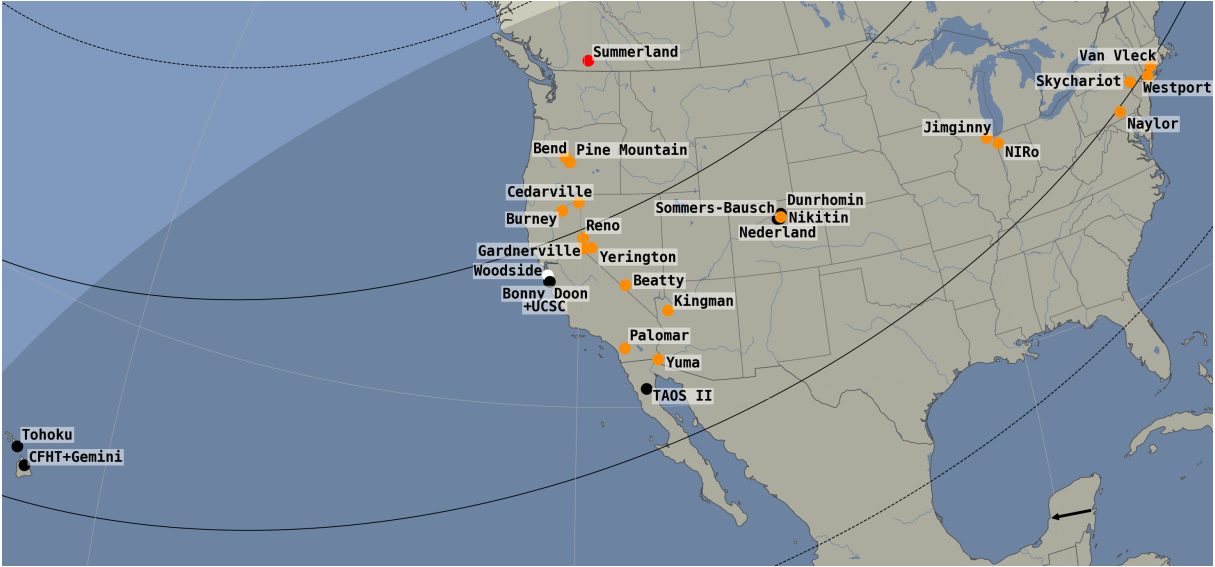 Summerland
Van Vleck
Skychariot
Westport
Naylor
Jimginny
NIRo
Bend
Pine Mountain
Cedarville
Burney
Sommers-Bausch
Dunrhomin
Nikitin
Nederland
Reno
Gardnerville
Yerington
Woodside
Beatty
Bonny Doon
+UCSC
Kingman
Palomar
Yuma
TAOS II
Tohoku
CFHT+Gemini